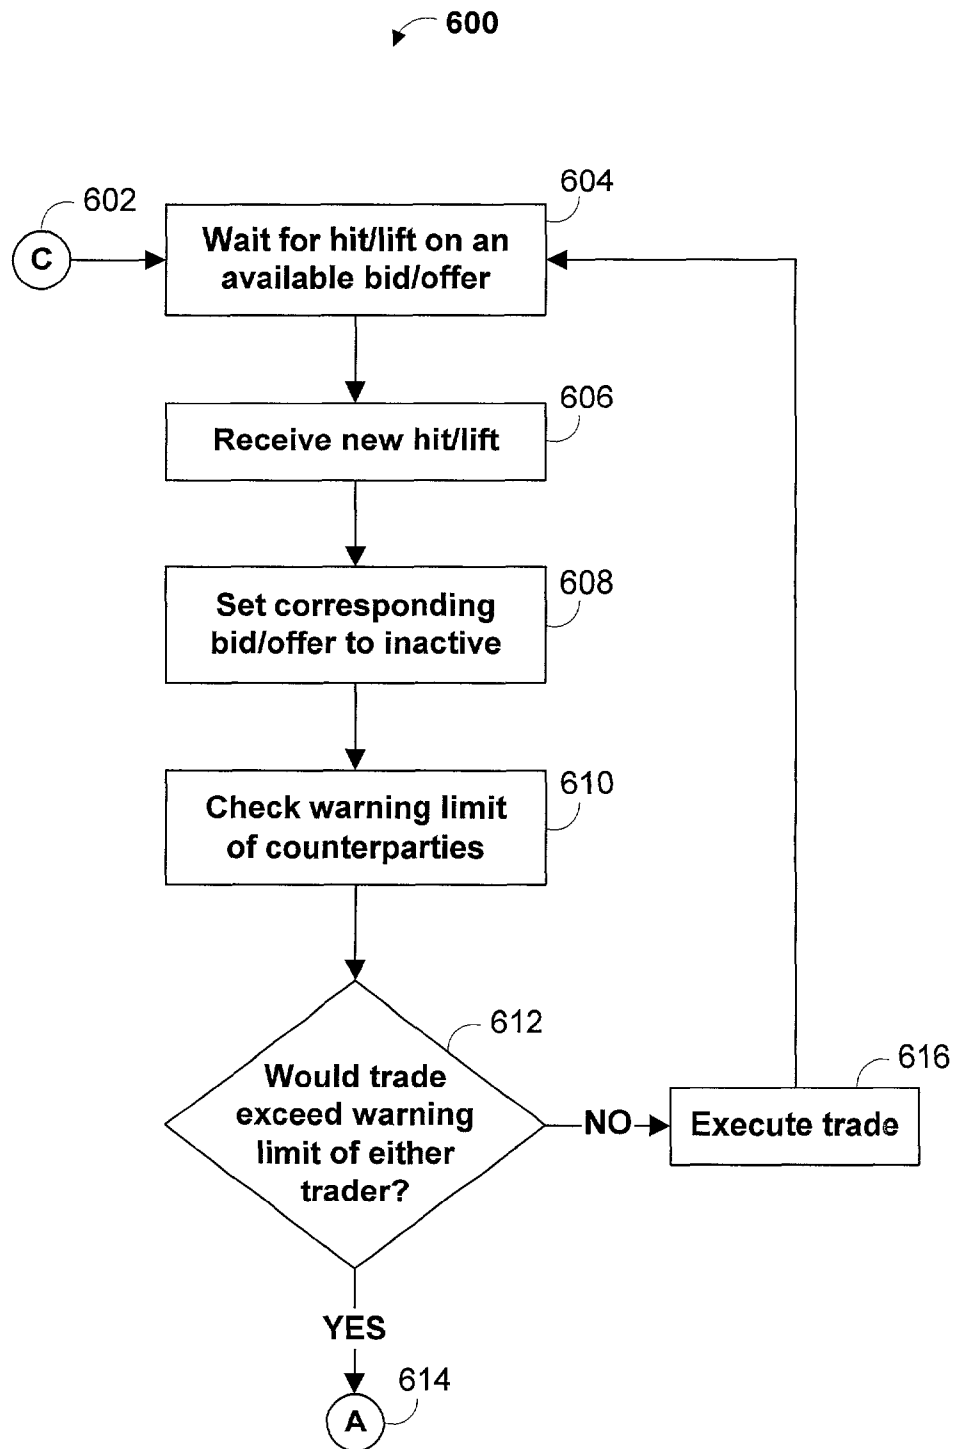 600
602
C
604
Wait for hit/lift on an
available bid/offer
606
Receive new hit/lift
608
Set corresponding
bid/offer to inactive
610
Check warning limit
of counterparties
612
Would trade
exceed warning
limit of either
trader?
NO
616
Execute trade
YES
614
A